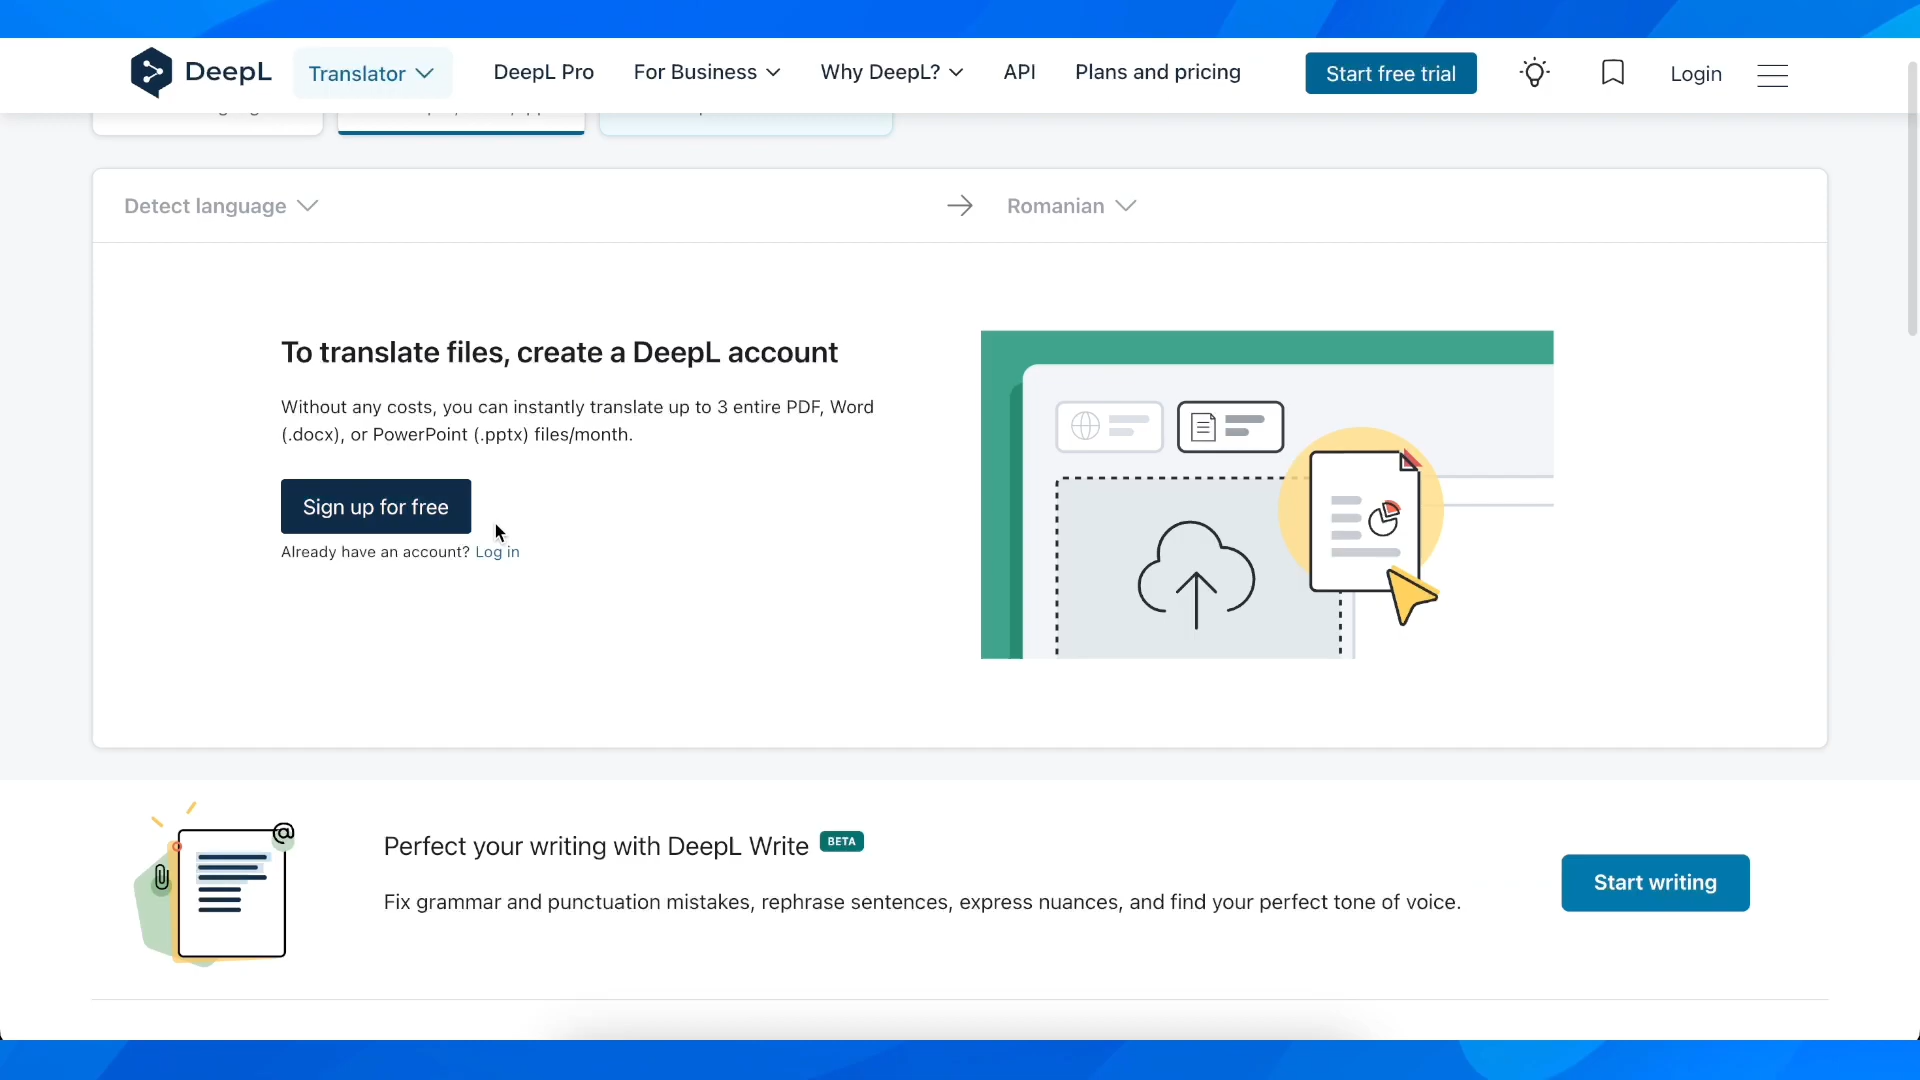 DeepL
Translator
DeepL Pro
For Business
Why DeepL?
API
Plans and pricing
Start free trial
Login
Detect language
Romanian
To translate files, create a DeepL account
Without any costs, you can instantly translate up to 3 entire PDF, Word
(.docx), or PowerPoint (.pptx) files/month.
Sign up for free
Already have an account? Log in
Perfect your writing with DeepL Write BETA
Fix grammar and punctuation mistakes, rephrase sentences, express nuances, and find your perfect tone of voice.
Start writing
@